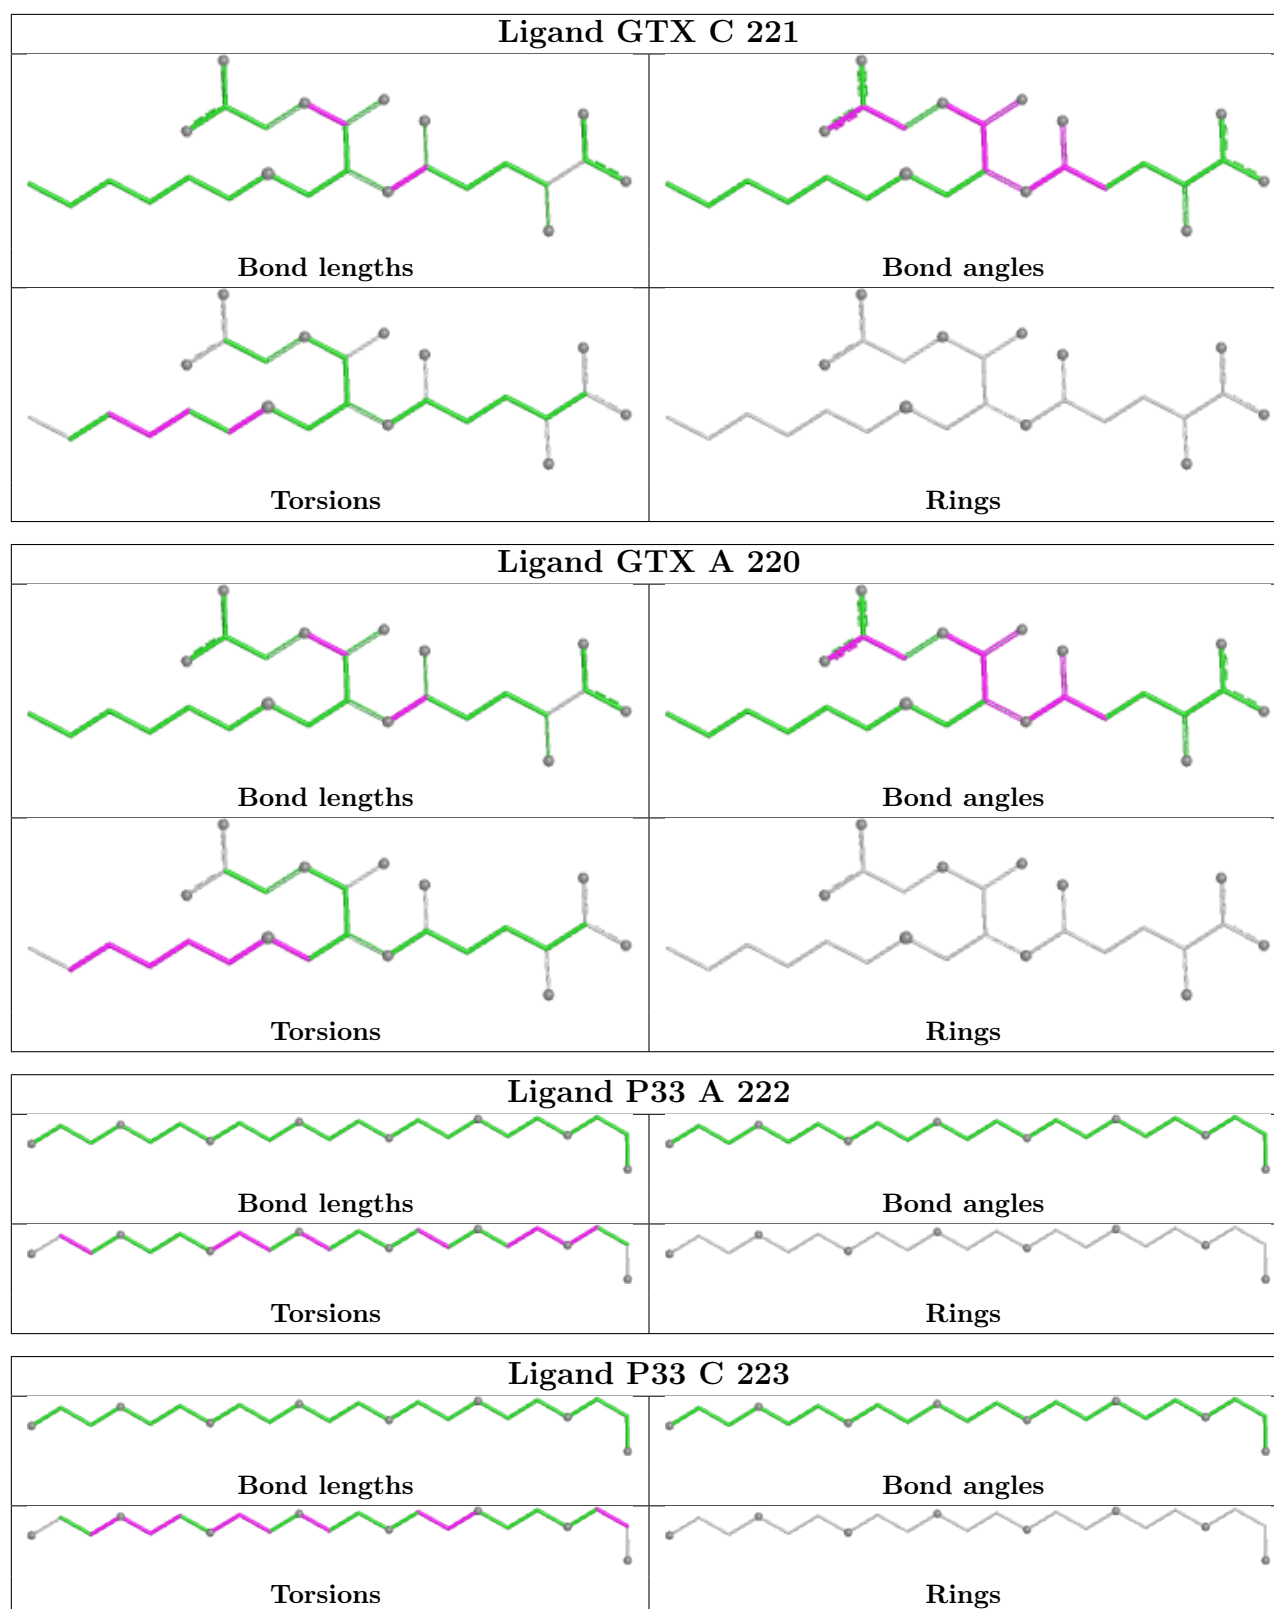 Ligand GTX C 221
Bond lengths
Bond angles
Torsions
Rings
Ligand GTX A 220
Bond lengths
Bond angles
Torsions
Rings
Ligand P33 A 222
Bond lengths
Bond angles
Torsions
Rings
Ligand P33 C 223
Bond lengths
Bond angles
Torsions
Rings